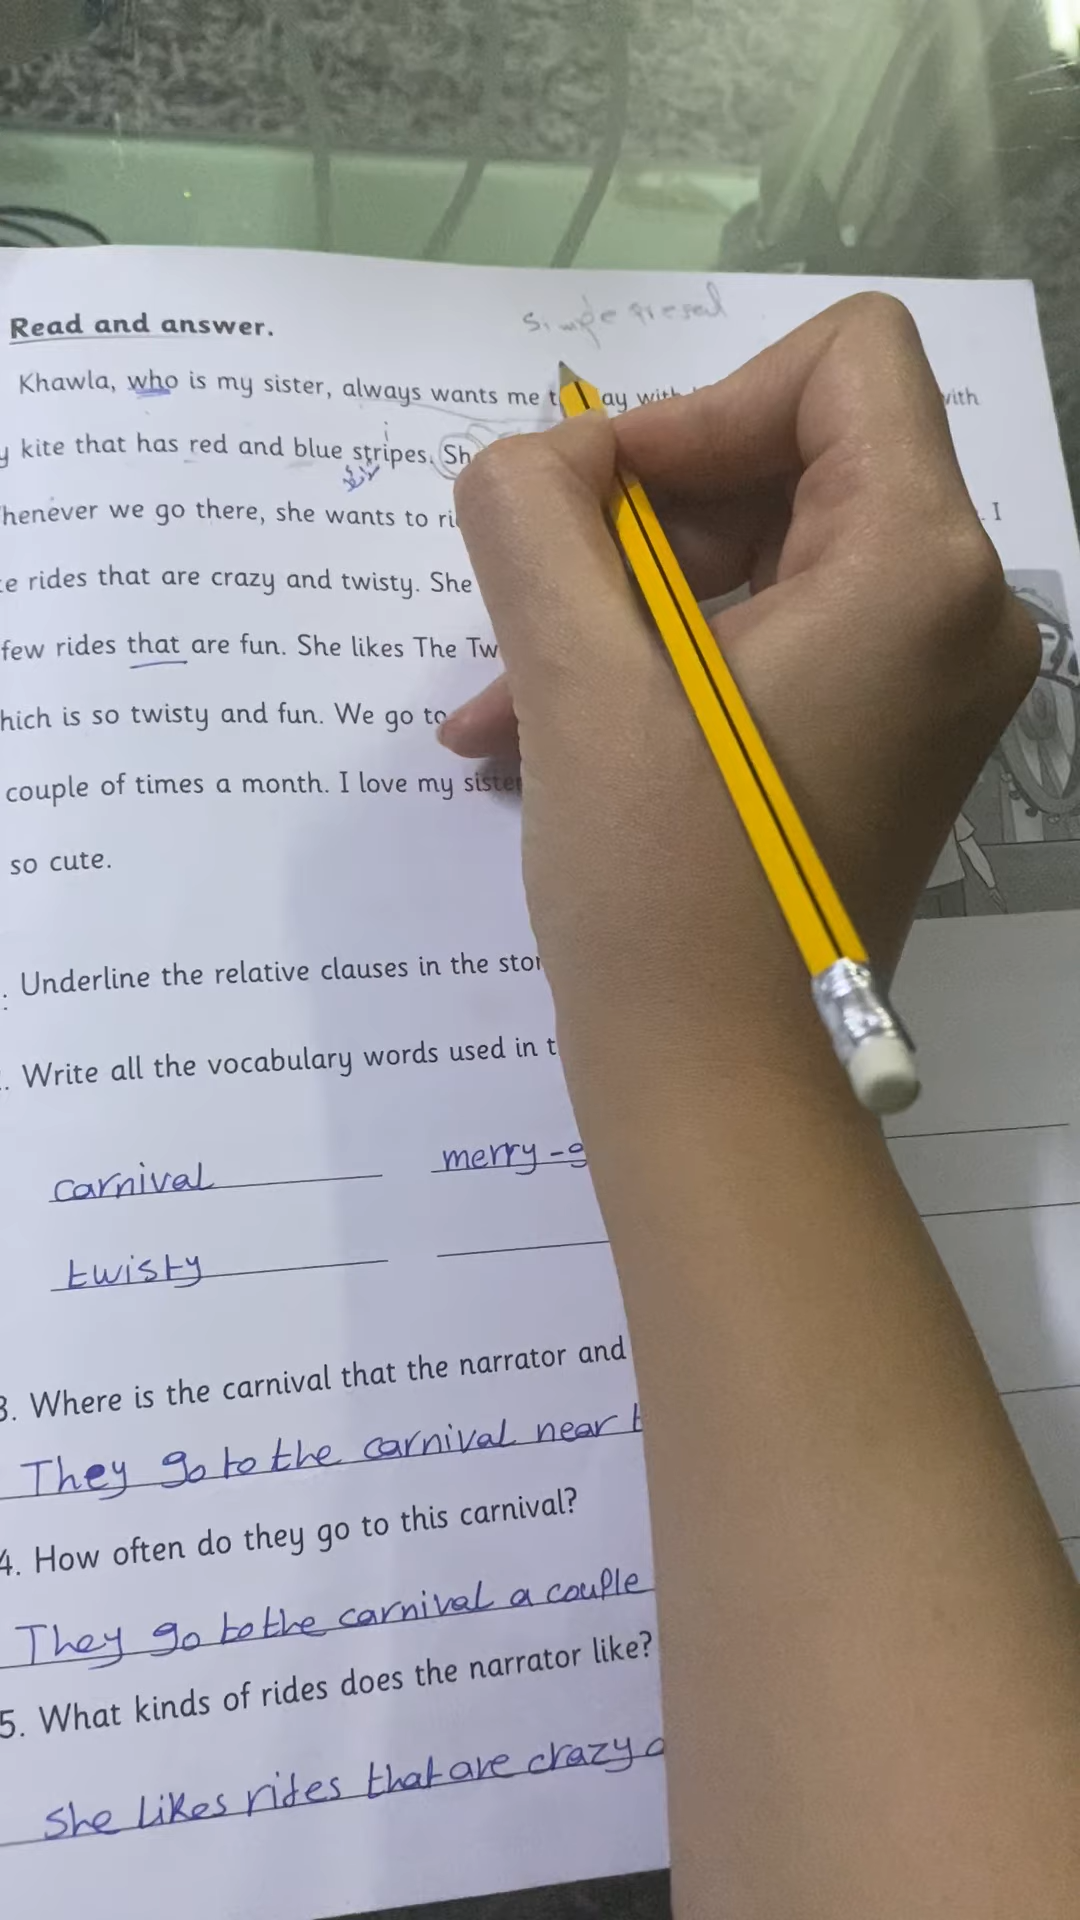 simple present
Read and answer.
Khawla, who is my sister, always wants me t ay with with
y kite that has red and blue stripes. Sh
henever we go there, she wants to ri . I
e rides that are crazy and twisty. She
few rides that are fun. She likes The Tw
hich is so twisty and fun. We go to
couple of times a month. I love my sister
so cute.
. Underline the relative clauses in the stor
. Write all the vocabulary words used in t
carnival merry-g
twisty
3. Where is the carnival that the narrator and
They go to the carnival near t
4. How often do they go to this carnival?
They go to the carnival a couple
5. What kinds of rides does the narrator like?
She likes rides that are crazy a